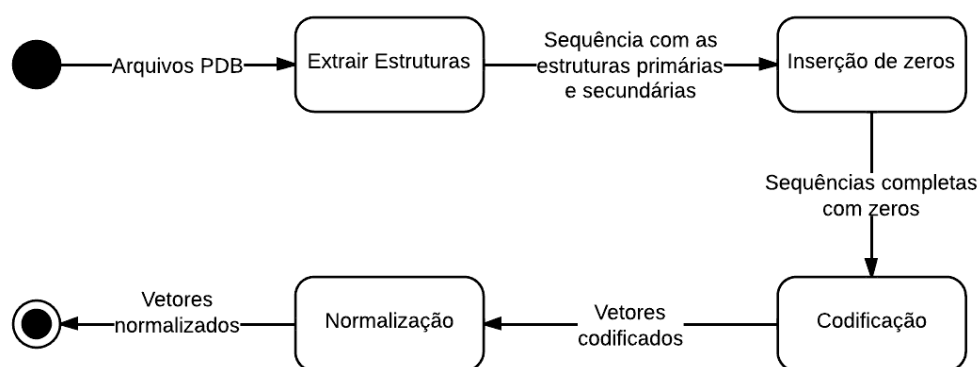 Arquivos PDB
Extrair Estruturas
Sequência com as
estruturas primárias
e secundárias
Inserção de zeros
Sequências completas
com zeros
Codificação
Vetores
codificados
Normalização
Vetores
normalizados